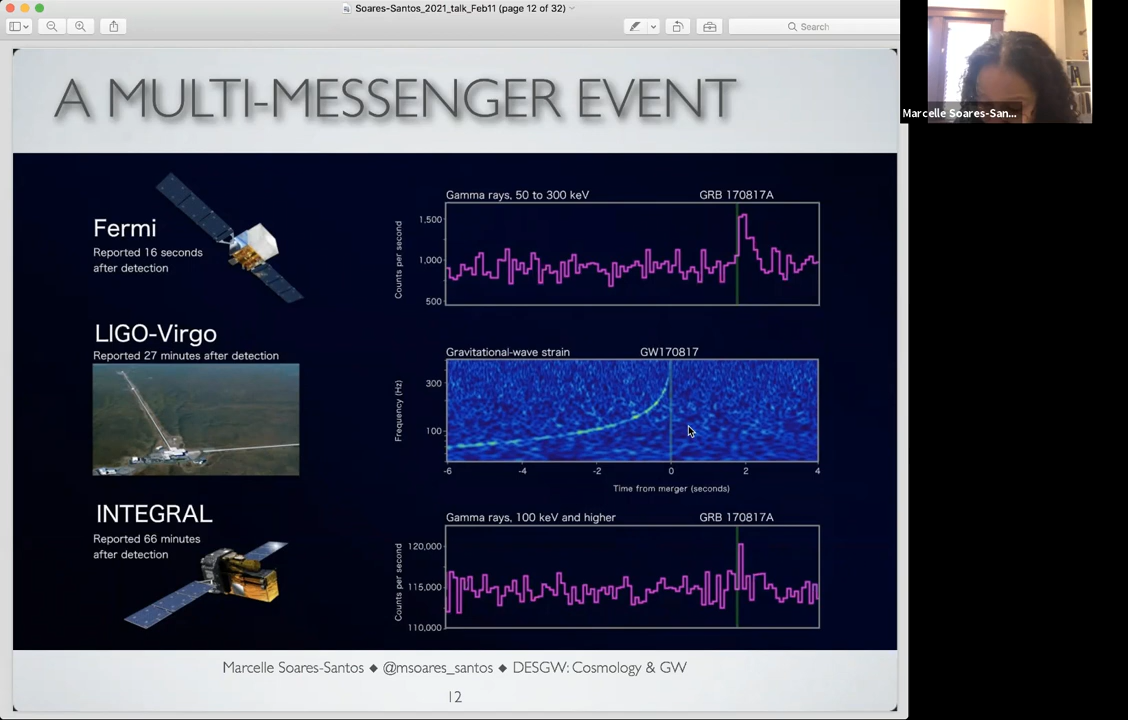 Soares-Santos_2021_talk_Feb11 (page 12 of 32)
Search
Marcelle Soares-San...
A MULTI-MESSENGER EVENT
Fermi
Reported 16 seconds
after detection
Gamma rays, 50 to 300 keV
GRB 170817A
Counts per second
1,500
1,000
500
LIGO-Virgo
Reported 27 minutes after detection
Gravitational-wave strain
GW170817
Frequency (Hz)
300
100
-6 -4 -2 0 2 4
Time from merger (seconds)
INTEGRAL
Reported 66 minutes
after detection
Gamma rays, 100 keV and higher
GRB 170817A
Counts per second
120,000
115,000
110,000
Marcelle Soares-Santos ◆ @msoares_santos ◆ DESGW: Cosmology & GW
12